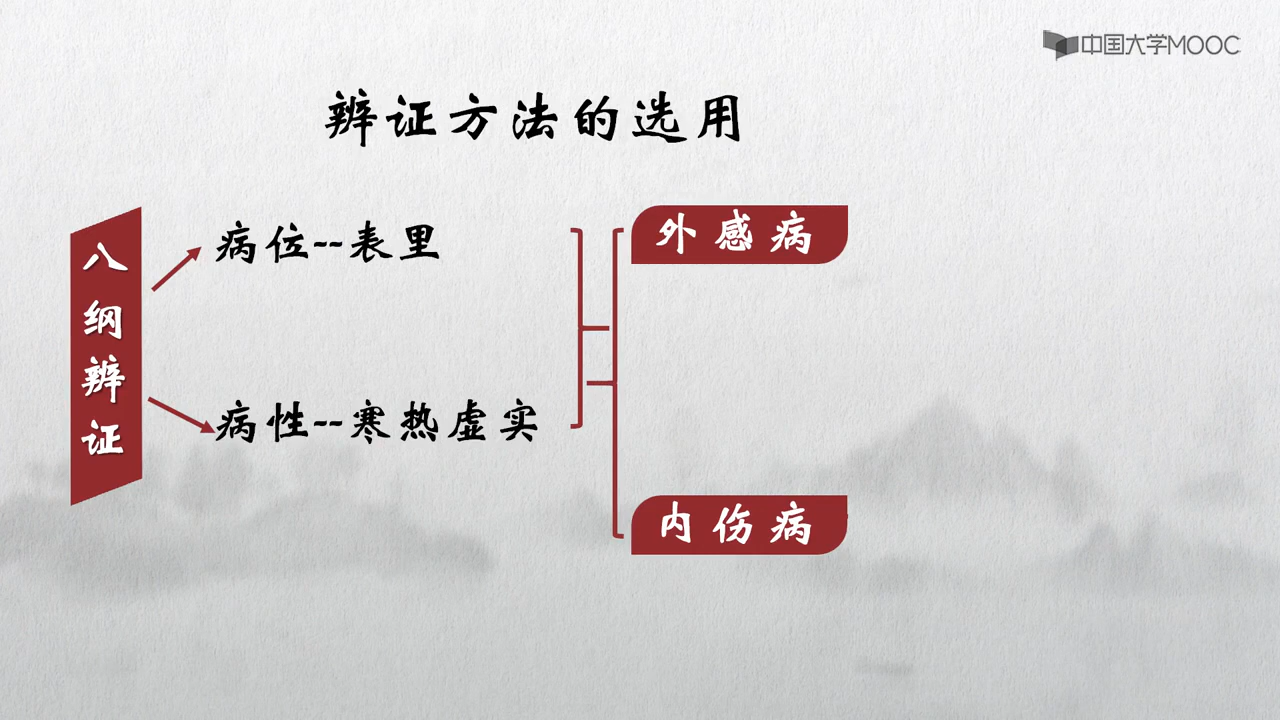 中国大学MOOC
辨证方法的选用
八纲辨证
病位--表里
病性--寒热虚实
外感病
内伤病